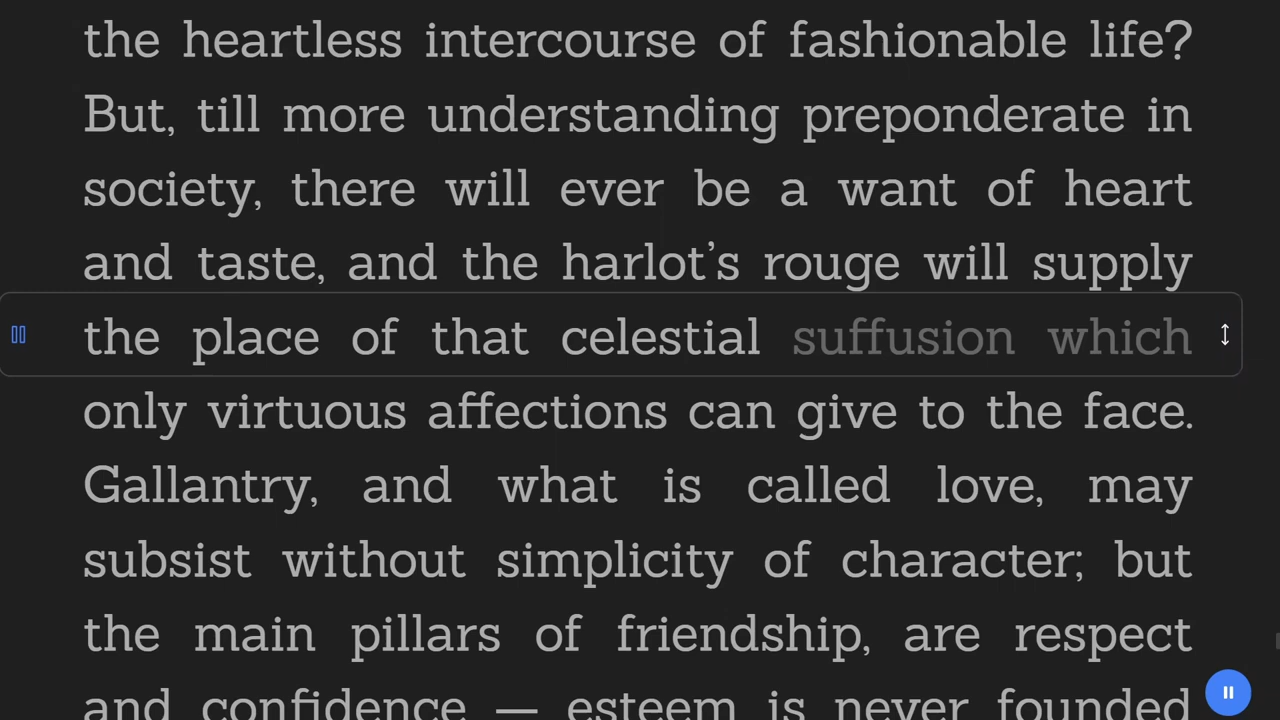 the heartless intercourse of fashionable life?
But, till more understanding preponderate in
society, there will ever be a want of heart
and taste, and the harlot’s rouge will supply
the place of that celestial suffusion which
only virtuous affections can give to the face.
Gallantry, and what is called love, may
subsist without simplicity of character; but
the main pillars of friendship, are respect
and confidence — esteem is never founded